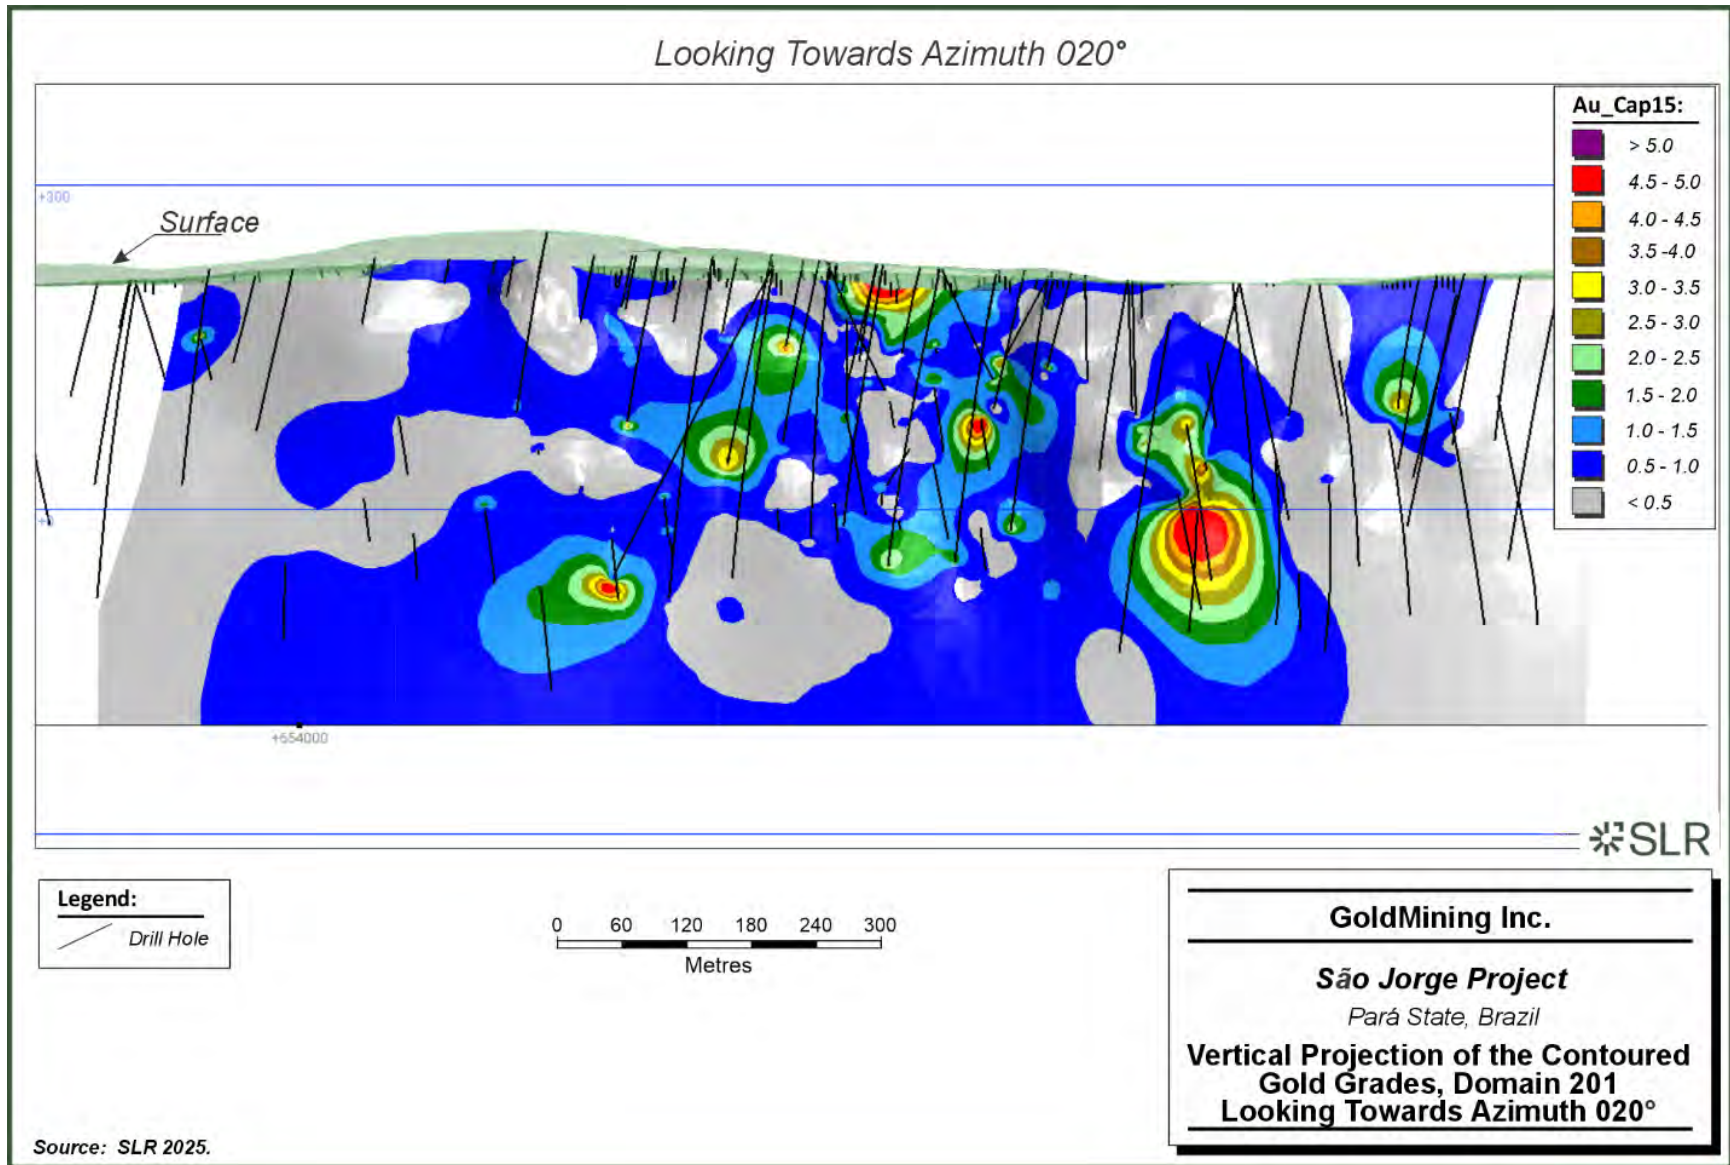 Looking Towards Azimuth 020°
Au_Cap15:
> 5.0
4.5 - 5.0
4.0 - 4.5
3.5 -4.0
3.0 - 3.5
2.5 - 3.0
2.0 - 2.5
1.5 - 2.0
1.0 - 1.5
0.5 - 1.0
< 0.5
+300
Surface
+0
+554000
SLR
Legend:
Drill Hole
0 60 120 180 240 300
Metres
GoldMining Inc.
São Jorge Project
Pará State, Brazil
Vertical Projection of the Contoured
Gold Grades, Domain 201
Looking Towards Azimuth 020°
Source: SLR 2025.